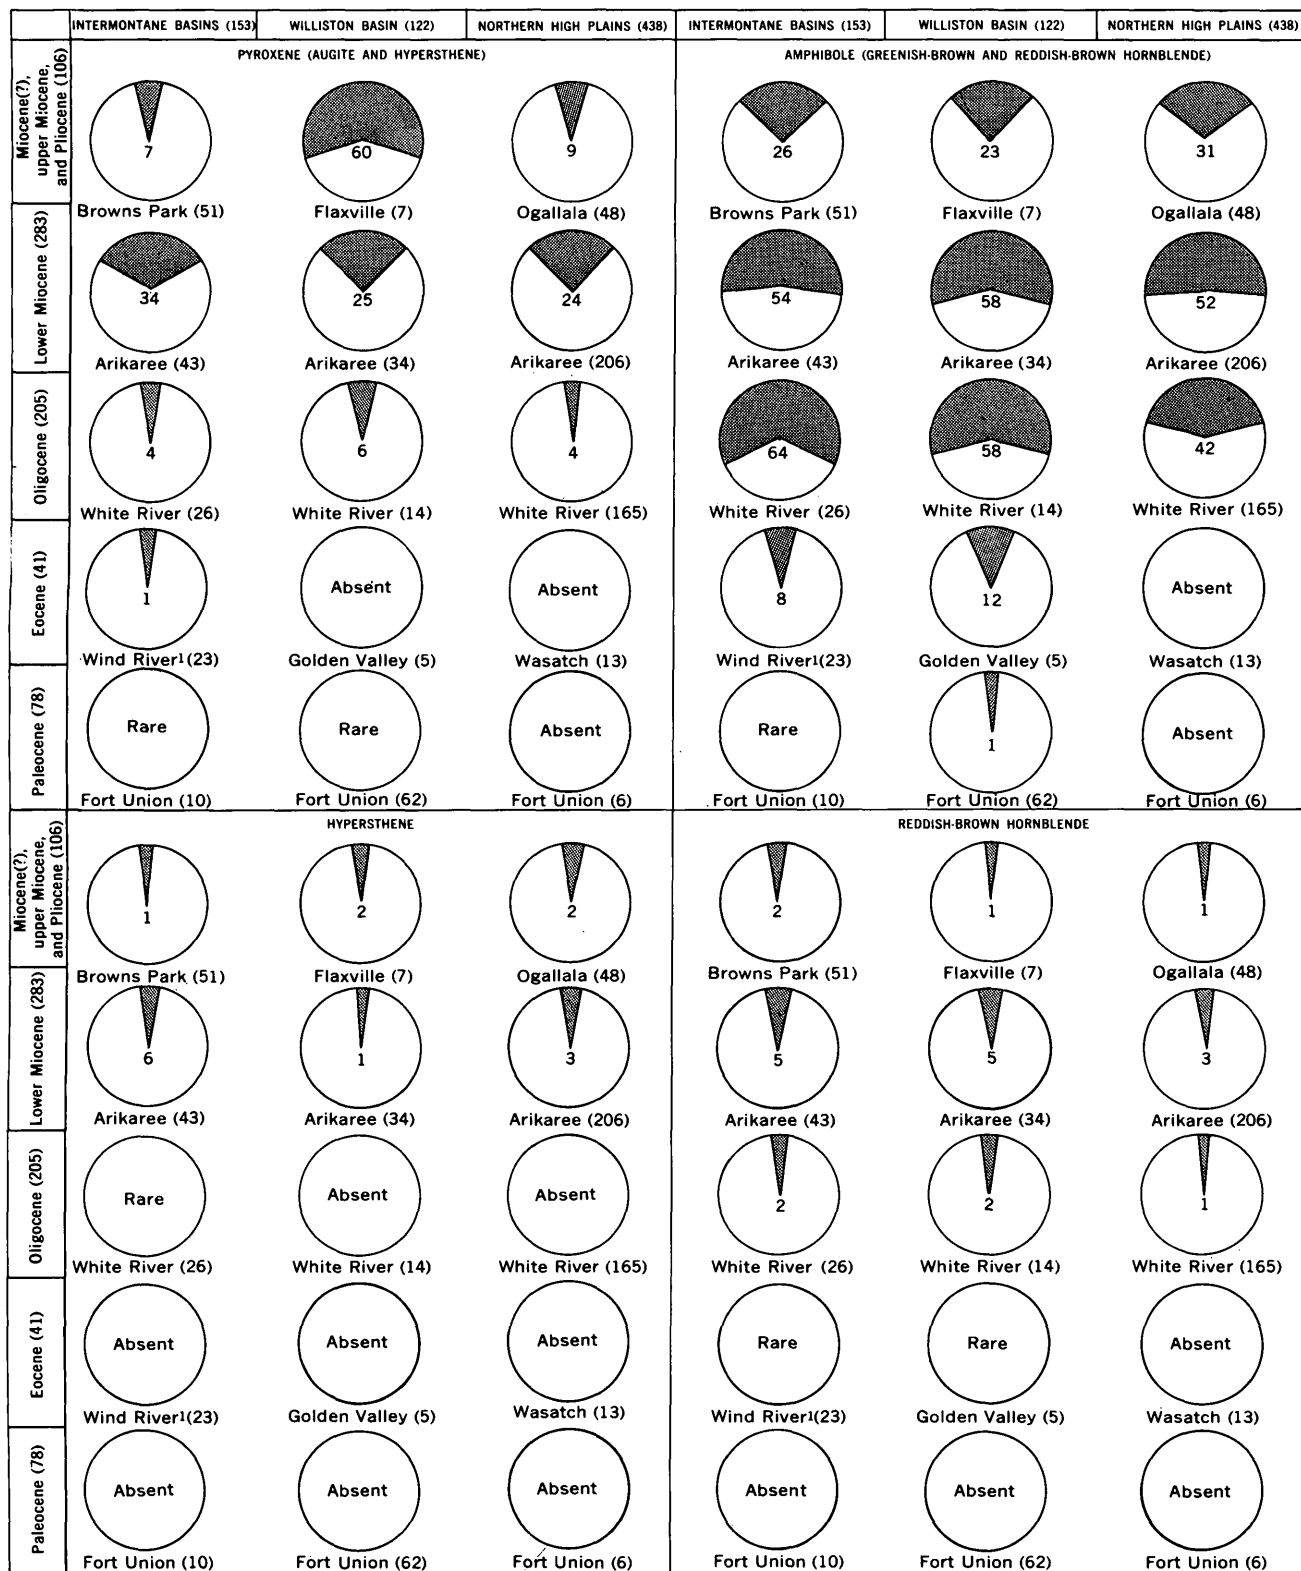 INTERMONTANE BASINS (153) WILLISTON BASIN (122) NORTHERN HIGH PLAINS (438) INTERMONTANE BASINS (153) WILLISTON BASIN (122) NORTHERN HIGH PLAINS (438)
PYROXENE (AUGITE AND HYPERSTHENE) AMPHIBOLE (GREENISH-BROWN AND REDDISH-BROWN HORNBLENDE)
Miocene(?),
upper Miocene,
and Pliocene (106)
7 60 9 26 23 31
Browns Park (51) Flaxville (7) Ogallala (48) Browns Park (51) Flaxville (7) Ogallala (48)
Lower Miocene (283)
34 25 24 54 58 52
Arikaree (43) Arikaree (34) Arikaree (206) Arikaree (43) Arikaree (34) Arikaree (206)
Oligocene (205)
4 6 4 64 58 42
White River (26) White River (14) White River (165) White River (26) White River (14) White River (165)
Eocene (41)
1 Absent Absent 8 12 Absent
Wind River¹(23) Golden Valley (5) Wasatch (13) Wind River¹(23) Golden Valley (5) Wasatch (13)
Paleocene (78)
Rare Rare Absent Rare 1 Absent
Fort Union (10) Fort Union (62) Fort Union (6) Fort Union (10) Fort Union (62) Fort Union (6)
HYPERSTHENE REDDISH-BROWN HORNBLENDE
Miocene(?),
upper Miocene,
and Pliocene (106)
1 2 2 2 1 1
Browns Park (51) Flaxville (7) Ogallala (48) Browns Park (51) Flaxville (7) Ogallala (48)
Lower Miocene (283)
6 1 3 5 5 3
Arikaree (43) Arikaree (34) Arikaree (206) Arikaree (43) Arikaree (34) Arikaree (206)
Oligocene (205)
Rare Absent Absent 2 2 1
White River (26) White River (14) White River (165) White River (26) White River (14) White River (165)
Eocene (41)
Absent Absent Absent Rare Rare Absent
Wind River¹(23) Golden Valley (5) Wasatch (13) Wind River¹(23) Golden Valley (5) Wasatch (13)
Paleocene (78)
Absent Absent Absent Absent Absent Absent
Fort Union (10) Fort Union (62) Fort Union (6) Fort Union (10) Fort Union (62) Fort Union (6)